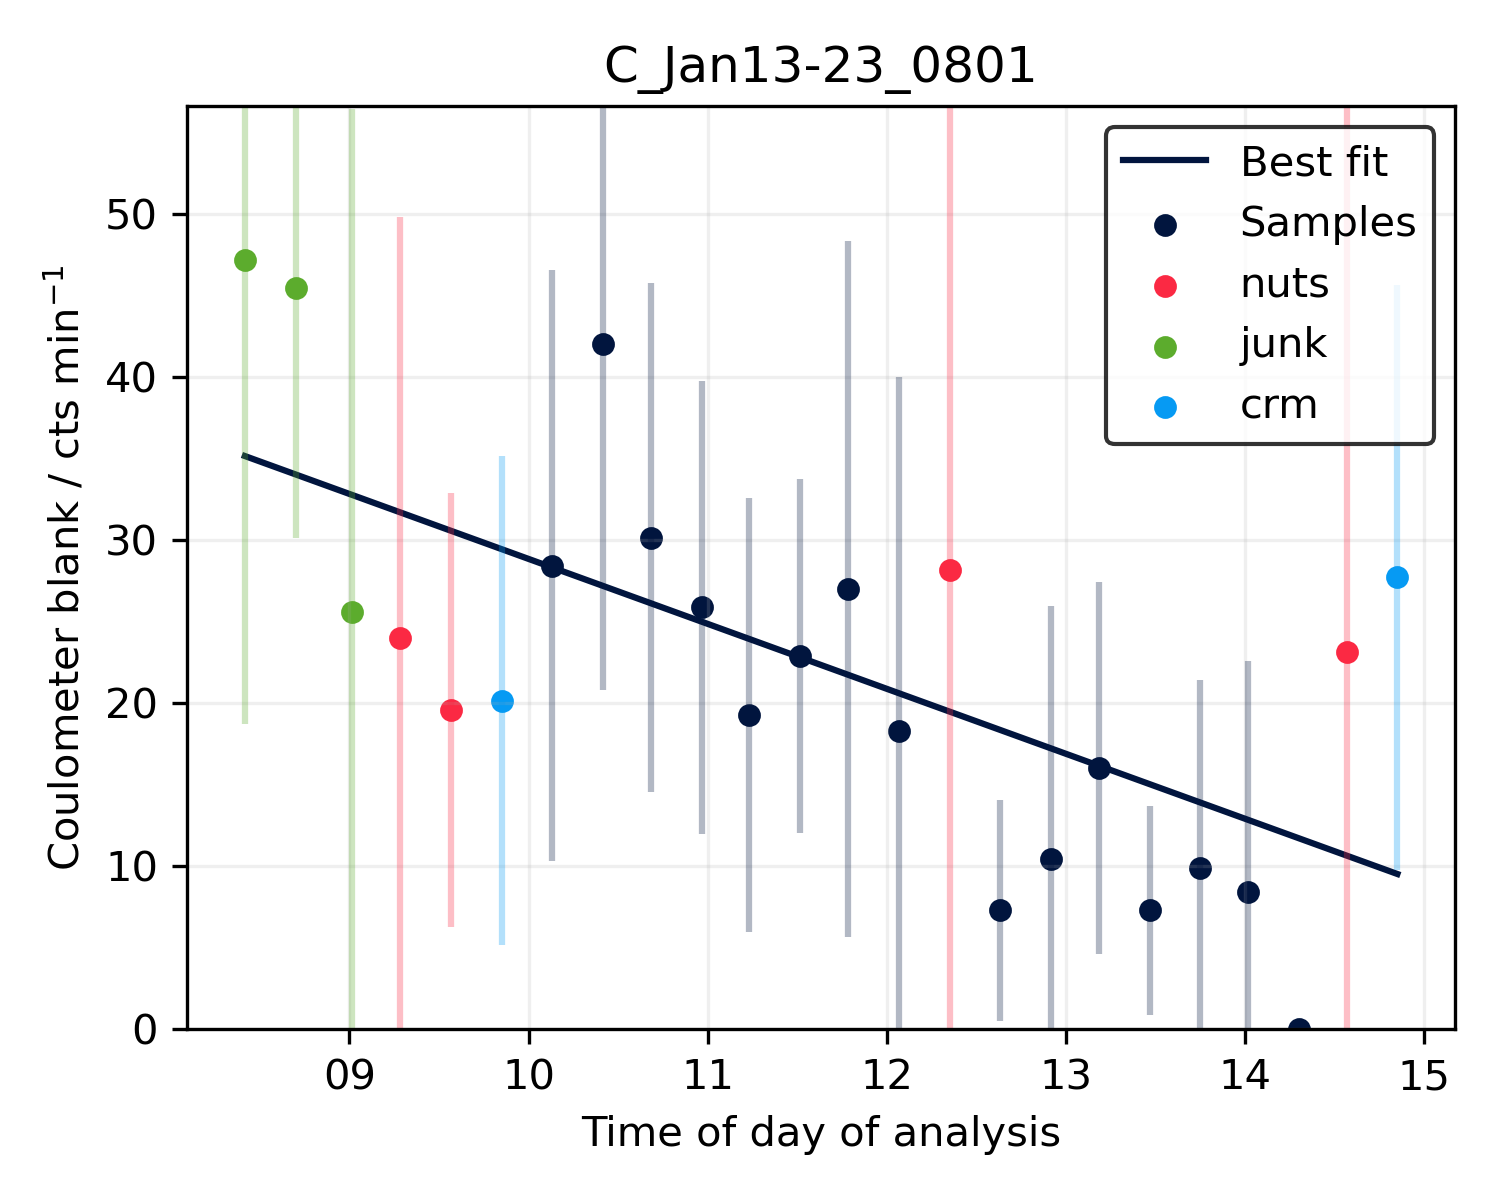 C_Jan13-23_0801
Best fit
Samples
nuts
junk
crm
Coulometer blank / cts min⁻¹
50
40
30
20
10
0
09 10 11 12 13 14 15
Time of day of analysis